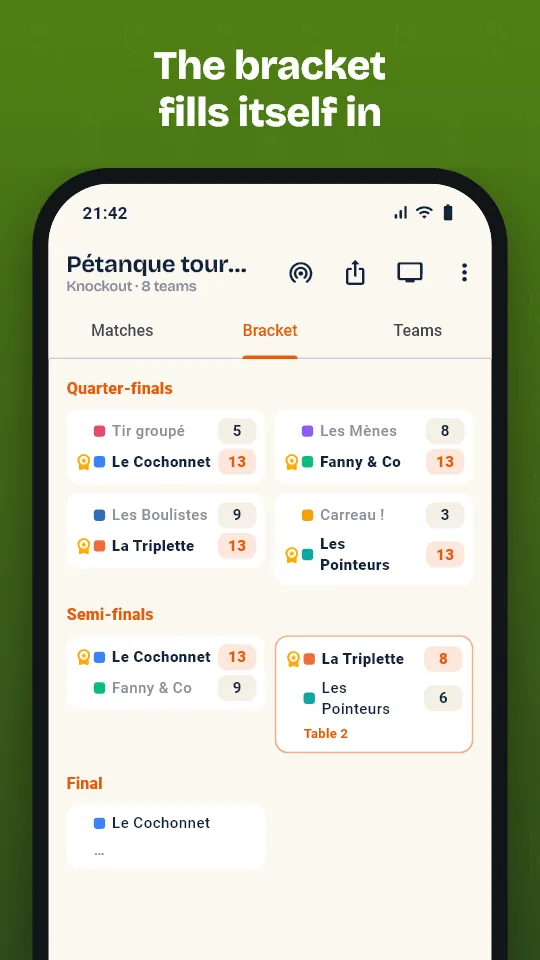 The bracket
fills itself in
21:42
Pétanque tour...
Knockout · 8 teams
Matches
Bracket
Teams
Quarter-finals
Tir groupé 5
Le Cochonnet 13
Les Mènes 8
Fanny & Co 13
Les Boulistes 9
La Triplette 13
Carreau ! 3
Les
Pointeurs 13
Semi-finals
Le Cochonnet 13
Fanny & Co 9
La Triplette 8
Les
Pointeurs 6
Table 2
Final
Le Cochonnet
...